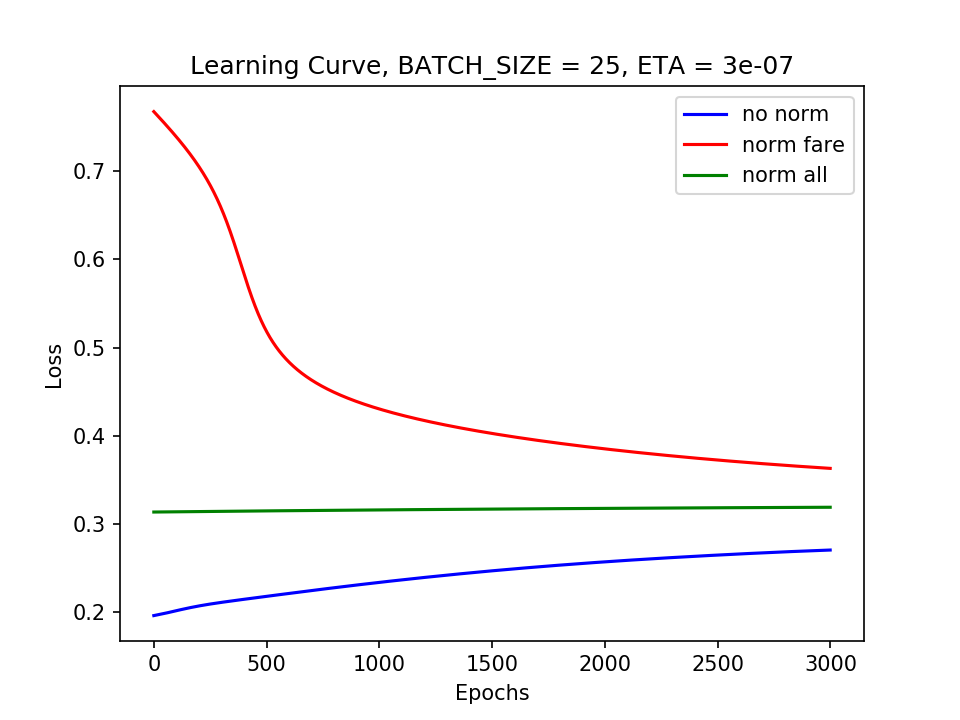 Learning Curve, BATCH_SIZE = 25, ETA = 3e-07
no norm
norm fare
norm all
Loss
0.7
0.6
0.5
0.4
0.3
0.2
0 500 1000 1500 2000 2500 3000
Epochs